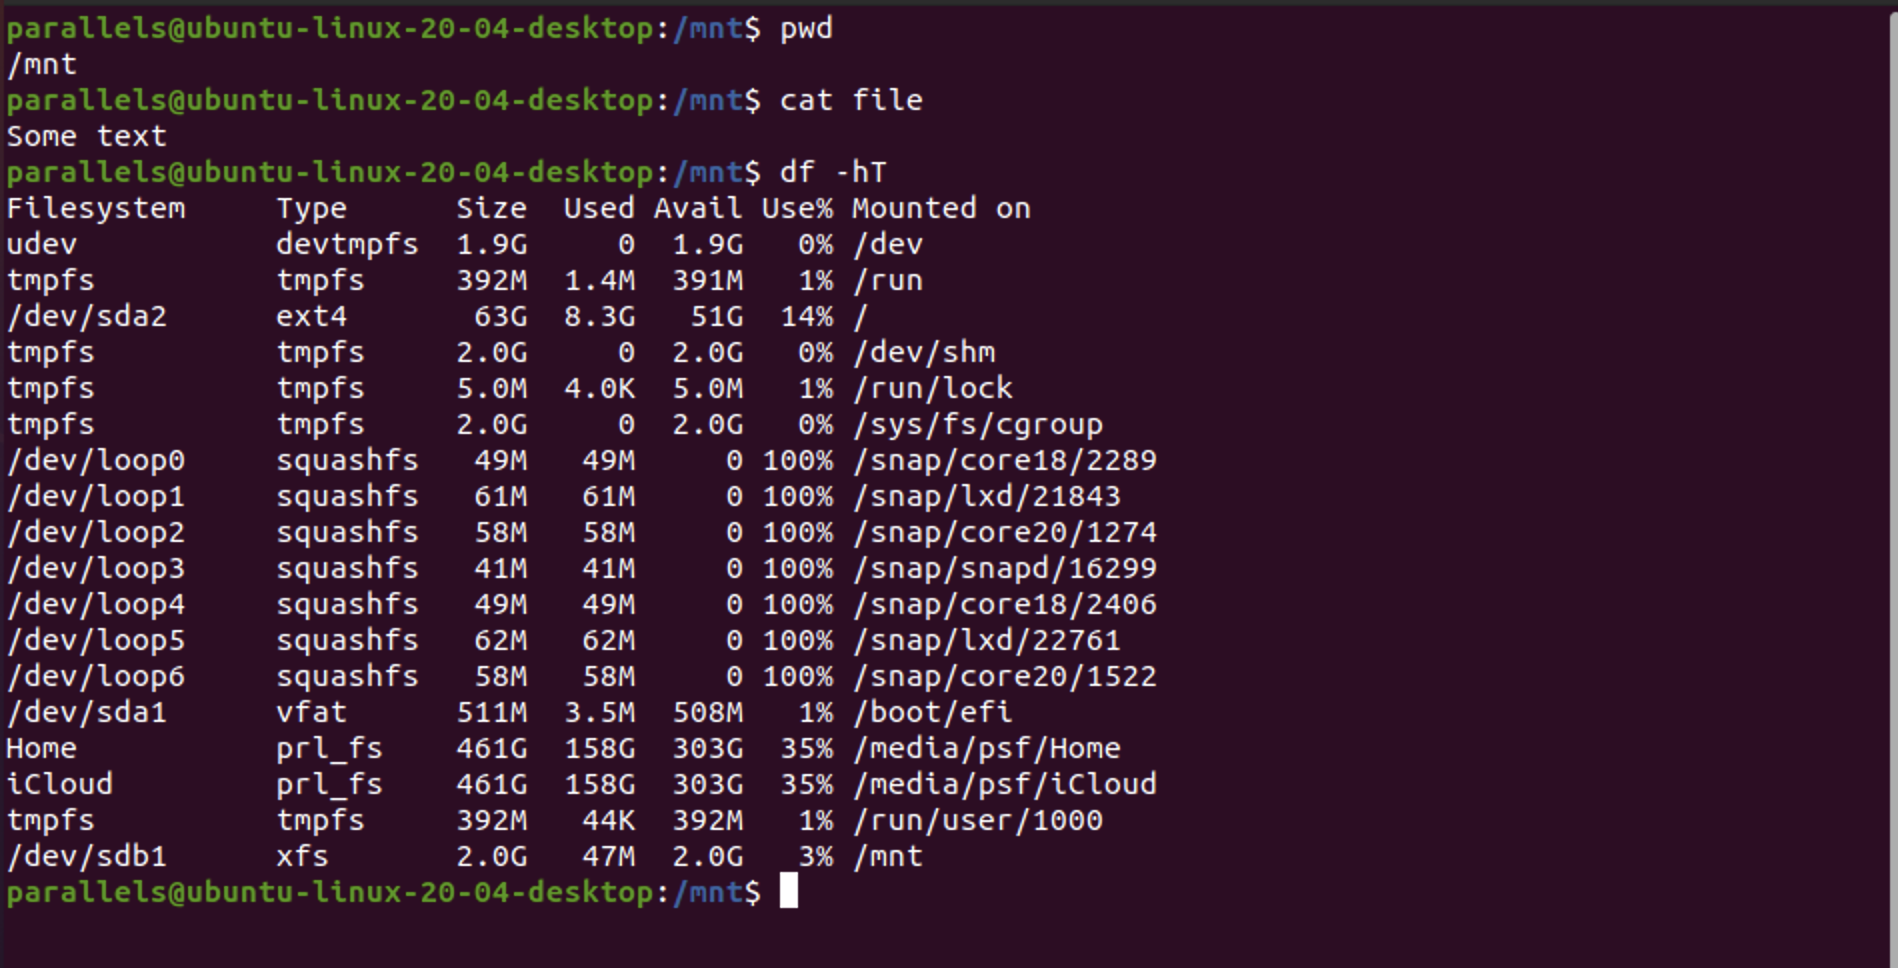 parallels@ubuntu-linux-20-04-desktop:/mnt$ pwd
/mnt
parallels@ubuntu-linux-20-04-desktop:/mnt$ cat file
Some text
parallels@ubuntu-linux-20-04-desktop:/mnt$ df -hT
Filesystem     Type      Size  Used Avail Use% Mounted on
udev           devtmpfs  1.9G     0  1.9G   0% /dev
tmpfs          tmpfs     392M  1.4M  391M   1% /run
/dev/sda2      ext4       63G  8.3G   51G  14% /
tmpfs          tmpfs     2.0G     0  2.0G   0% /dev/shm
tmpfs          tmpfs     5.0M  4.0K  5.0M   1% /run/lock
tmpfs          tmpfs     2.0G     0  2.0G   0% /sys/fs/cgroup
/dev/loop0     squashfs   49M   49M     0 100% /snap/core18/2289
/dev/loop1     squashfs   61M   61M     0 100% /snap/lxd/21843
/dev/loop2     squashfs   58M   58M     0 100% /snap/core20/1274
/dev/loop3     squashfs   41M   41M     0 100% /snap/snapd/16299
/dev/loop4     squashfs   49M   49M     0 100% /snap/core18/2406
/dev/loop5     squashfs   62M   62M     0 100% /snap/lxd/22761
/dev/loop6     squashfs   58M   58M     0 100% /snap/core20/1522
/dev/sda1      vfat      511M  3.5M  508M   1% /boot/efi
Home           prl_fs    461G  158G  303G  35% /media/psf/Home
iCloud         prl_fs    461G  158G  303G  35% /media/psf/iCloud
tmpfs          tmpfs     392M   44K  392M   1% /run/user/1000
/dev/sdb1      xfs       2.0G   47M  2.0G   3% /mnt
parallels@ubuntu-linux-20-04-desktop:/mnt$